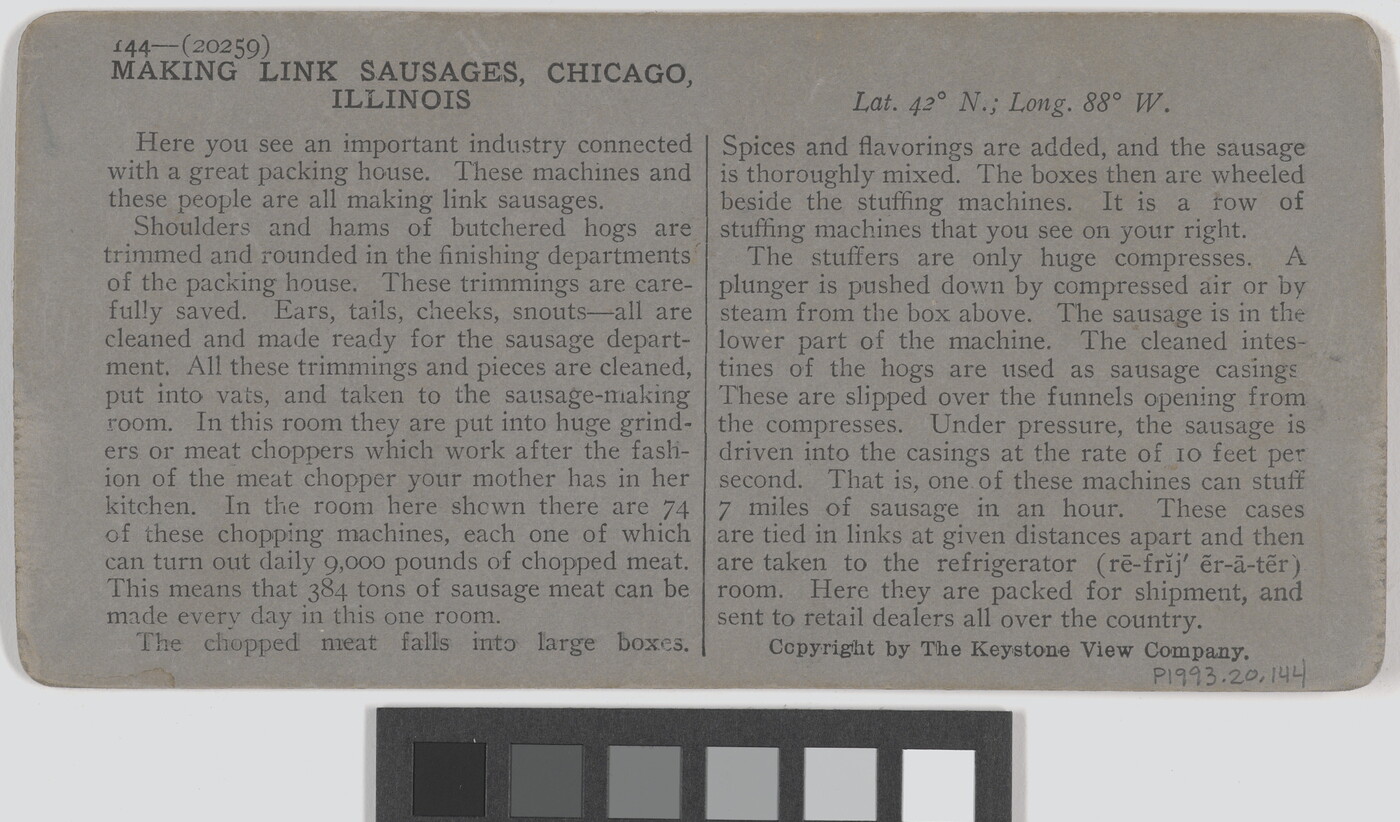 144—(20259)
MAKING LINK SAUSAGES, CHICAGO,
ILLINOIS
Here you see an important industry connected
with a great packing house. These machines and
these people are all making link sausages.
Shoulders and hams of butchered hogs are
trimmed and rounded in the finishing departments
of the packing house. These trimmings are care-
fully saved. Ears, tails, cheeks, snouts—all are
cleaned and made ready for the sausage depart-
ment. All these trimmings and pieces are cleaned,
put into vats, and taken to the sausage-making
room. In this room they are put into huge grind-
ers or meat choppers which work after the fash-
ion of the meat chopper your mother has in her
kitchen. In the room here shown there are 74
of these chopping machines, each one of which
can turn out daily 9,000 pounds of chopped meat.
This means that 384 tons of sausage meat can be
made every day in this one room.
The chopped meat falls into large boxes.
Lat. 42° N.; Long. 88° W.
Spices and flavorings are added, and the sausage
is thoroughly mixed. The boxes then are wheeled
beside the stuffing machines. It is a row of
stuffing machines that you see on your right.
The stuffers are only huge compresses. A
plunger is pushed down by compressed air or by
steam from the box above. The sausage is in the
lower part of the machine. The cleaned intes-
tines of the hogs are used as sausage casings
These are slipped over the funnels opening from
the compresses. Under pressure, the sausage is
driven into the casings at the rate of 10 feet per
second. That is, one of these machines can stuff
7 miles of sausage in an hour. These cases
are tied in links at given distances apart and then
are taken to the refrigerator (rē-frĭj′ ẽr-ā-tẽr)
room. Here they are packed for shipment, and
sent to retail dealers all over the country.
Copyright by The Keystone View Company.
P1993.20.144